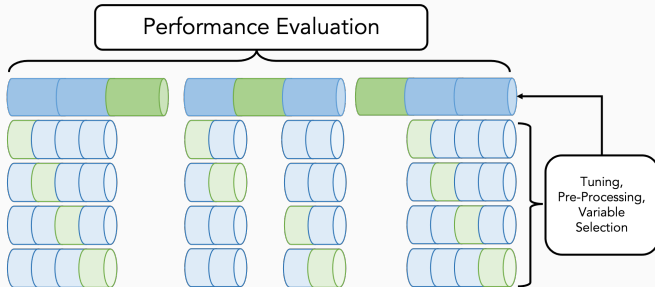 Performance Evaluation
Tuning,
Pre-Processing,
Variable
Selection